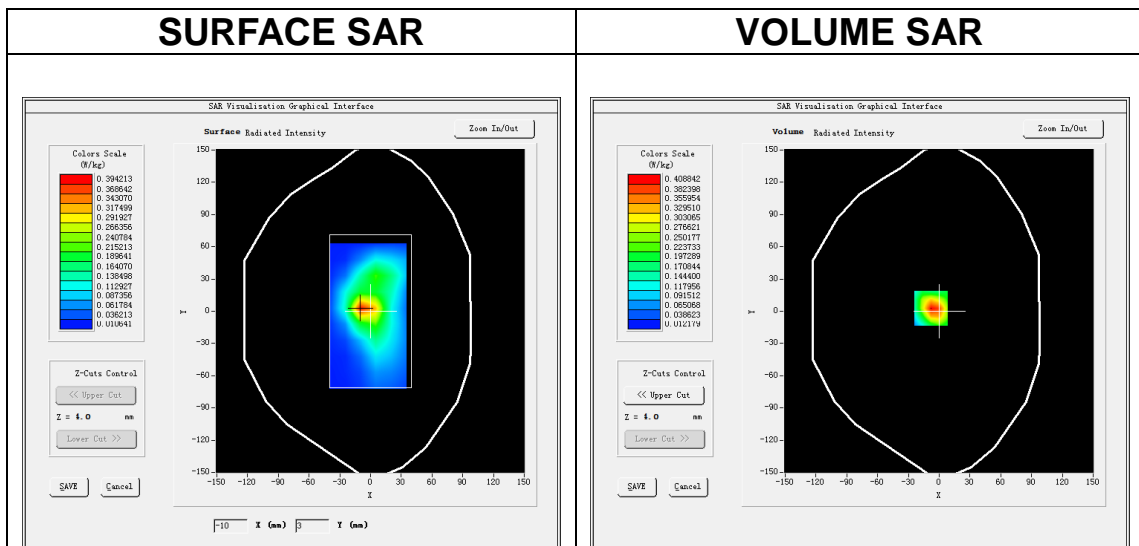 SURFACE SAR
VOLUME SAR
SAR Visualisation Graphical Interface
Surface Radiated Intensity
Zoom In/Out
Colors Scale
(W/kg)
0.394213
0.368642
0.343070
0.317499
0.291927
0.266356
0.240784
0.215213
0.189641
0.164070
0.138498
0.112927
0.087356
0.061784
0.036213
0.010641
Z-Cuts Control
<< Upper Cut
Z = 4.0 mm
Lower Cut >>
SAVE
Cancel
150
120
90
60
30
0
-30
-60
-90
-120
-150
Y
-150 -120 -90 -60 -30 0 30 60 90 120 150
X
-10 X (mm) 3 Y (mm)
SAR Visualisation Graphical Interface
Volume Radiated Intensity
Zoom In/Out
Colors Scale
(W/kg)
0.408842
0.382398
0.355954
0.329510
0.303065
0.276621
0.250177
0.223733
0.197289
0.170844
0.144400
0.117956
0.091512
0.065068
0.038623
0.012179
Z-Cuts Control
<< Upper Cut
Z = 4.0 mm
Lower Cut >>
SAVE
Cancel
150
120
90
60
30
0
-30
-60
-90
-120
-150
Y
-150 -120 -90 -60 -30 0 30 60 90 120 150
X